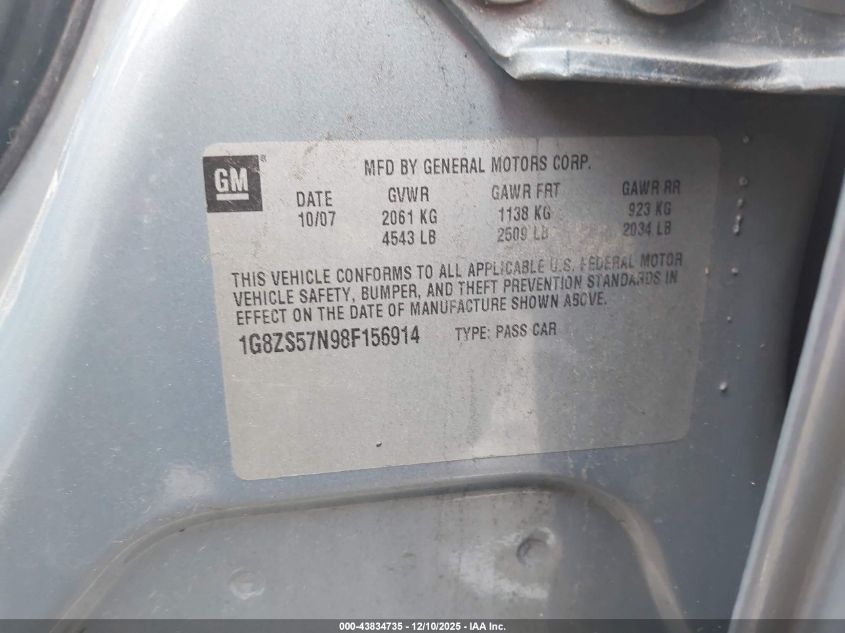 GM®
MFD BY GENERAL MOTORS CORP.
DATE GVWR GAWR FRT GAWR RR
10/07 2061 KG 1138 KG 923 KG
4543 LB 2509 LB 2034 LB
THIS VEHICLE CONFORMS TO ALL APPLICABLE U.S. FEDERAL MOTOR
VEHICLE SAFETY, BUMPER, AND THEFT PREVENTION STANDARDS IN
EFFECT ON THE DATE OF MANUFACTURE SHOWN ABOVE.
1G8ZS57N98F156914 TYPE: PASS CAR
000-43834735 - 12/10/2025 - IAA Inc.